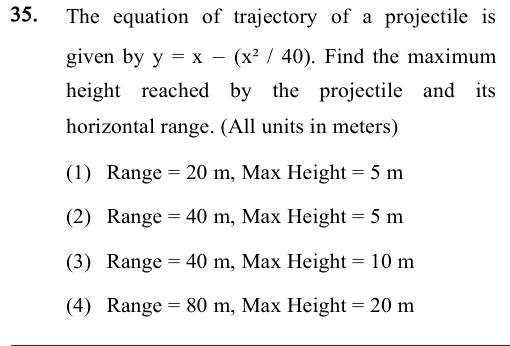 35. The equation of trajectory of a projectile is
given by y = x – (x² / 40). Find the maximum
height reached by the projectile and its
horizontal range. (All units in meters)
(1) Range = 20 m, Max Height = 5 m
(2) Range = 40 m, Max Height = 5 m
(3) Range = 40 m, Max Height = 10 m
(4) Range = 80 m, Max Height = 20 m